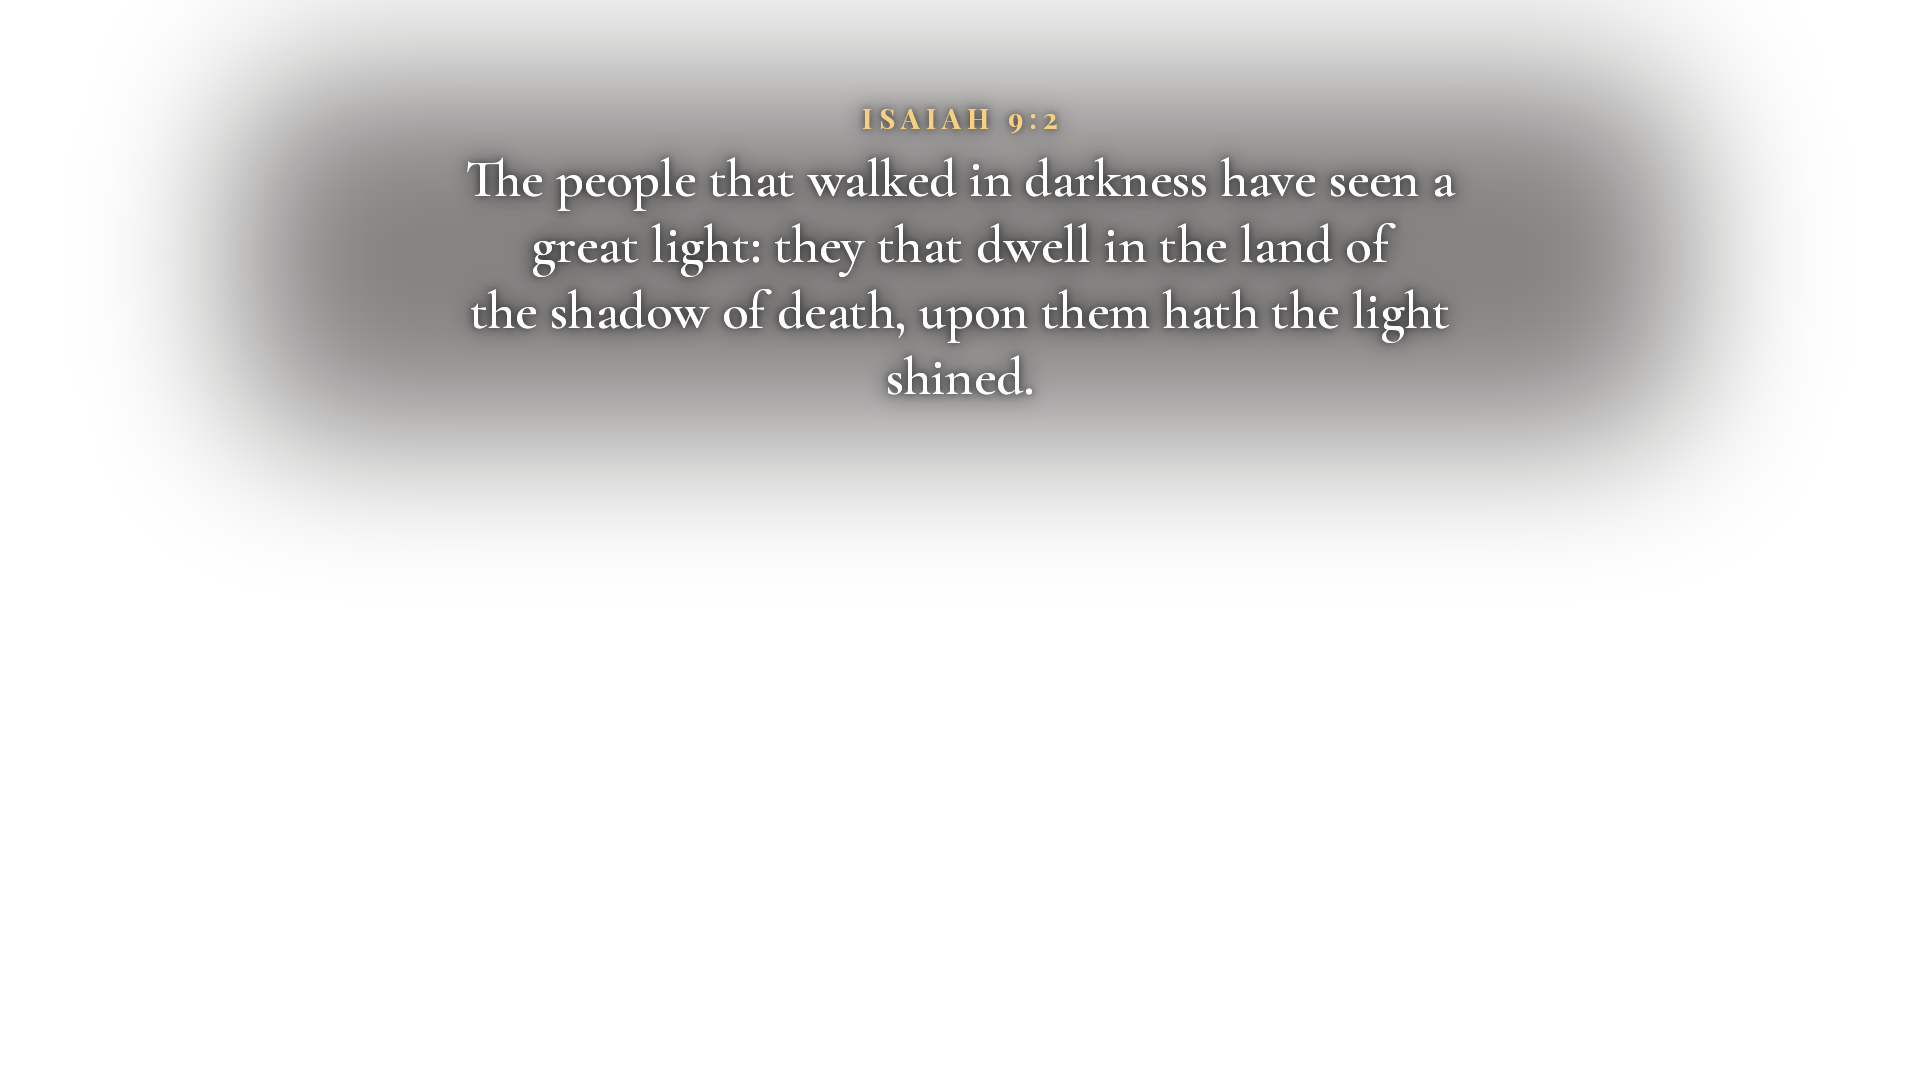 ISAIAH 9:2
The people that walked in darkness have seen a
great light: they that dwell in the land of
the shadow of death, upon them hath the light
shined.